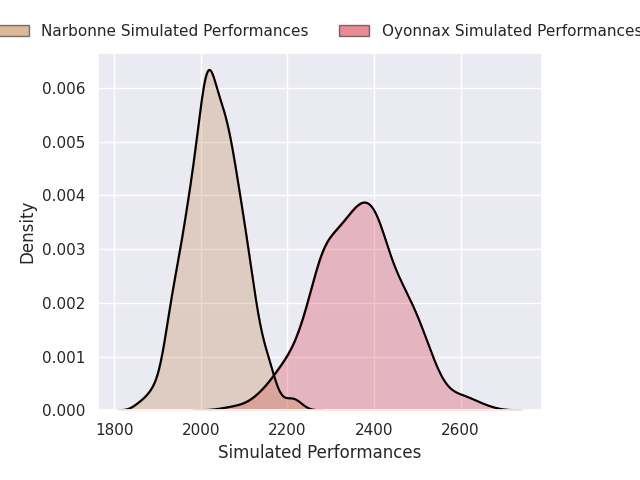 Narbonne Simulated Performances
Oyonnax Simulated Performances
0.006
0.005
0.004
0.003
0.002
0.001
0.000
Density
1800 2000 2200 2400 2600
Simulated Performances